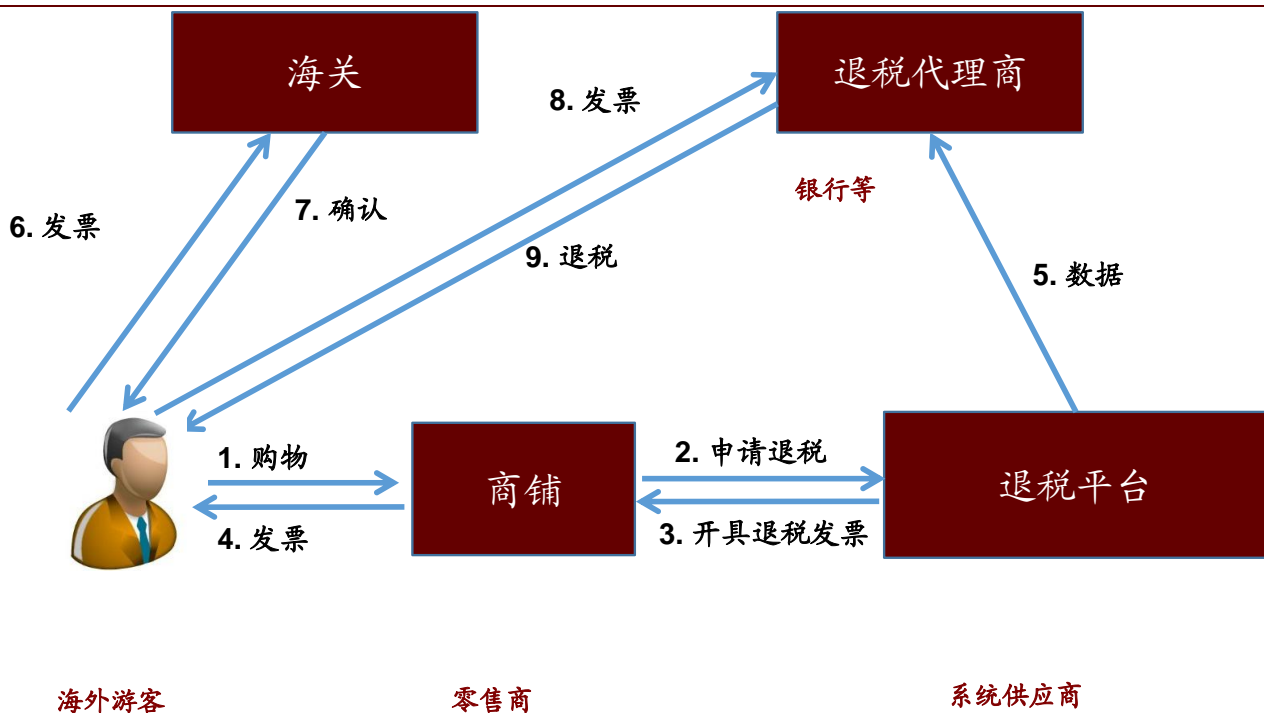 海关
退税代理商
8. 发票
银行等
7. 确认
6. 发票
9. 退税
5. 数据
1. 购物
2. 申请退税
商铺
退税平台
4. 发票
3. 开具退税发票
海外游客
零售商
系统供应商